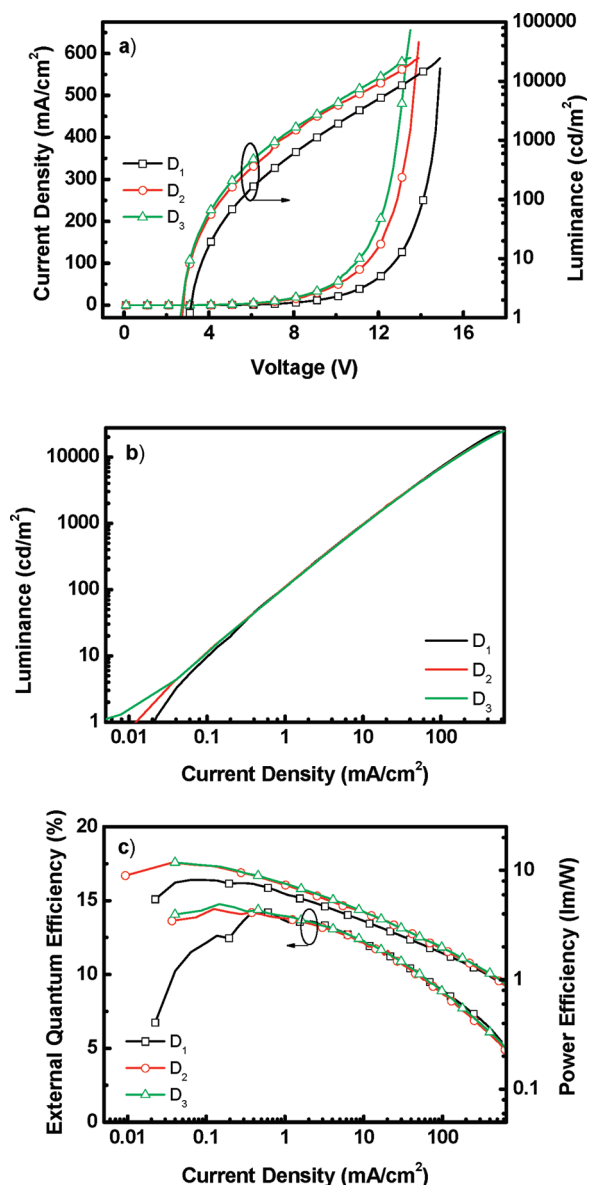 a)
Current Density (mA/cm²)
600
500
400
300
200
100
0
D₁
D₂
D₃
100000
10000
1000
100
10
1
Luminance (cd/m²)
0 4 8 12 16
Voltage (V)
b)
Luminance (cd/m²)
10000
1000
100
10
1
D₁
D₂
D₃
0.01 0.1 1 10 100
Current Density (mA/cm²)
c)
External Quantum Efficiency (%)
20
17.5
15
12.5
10
5
0
D₁
D₂
D₃
10
1
0.1
Power Efficiency (lm/W)
0.01 0.1 1 10 100
Current Density (mA/cm²)